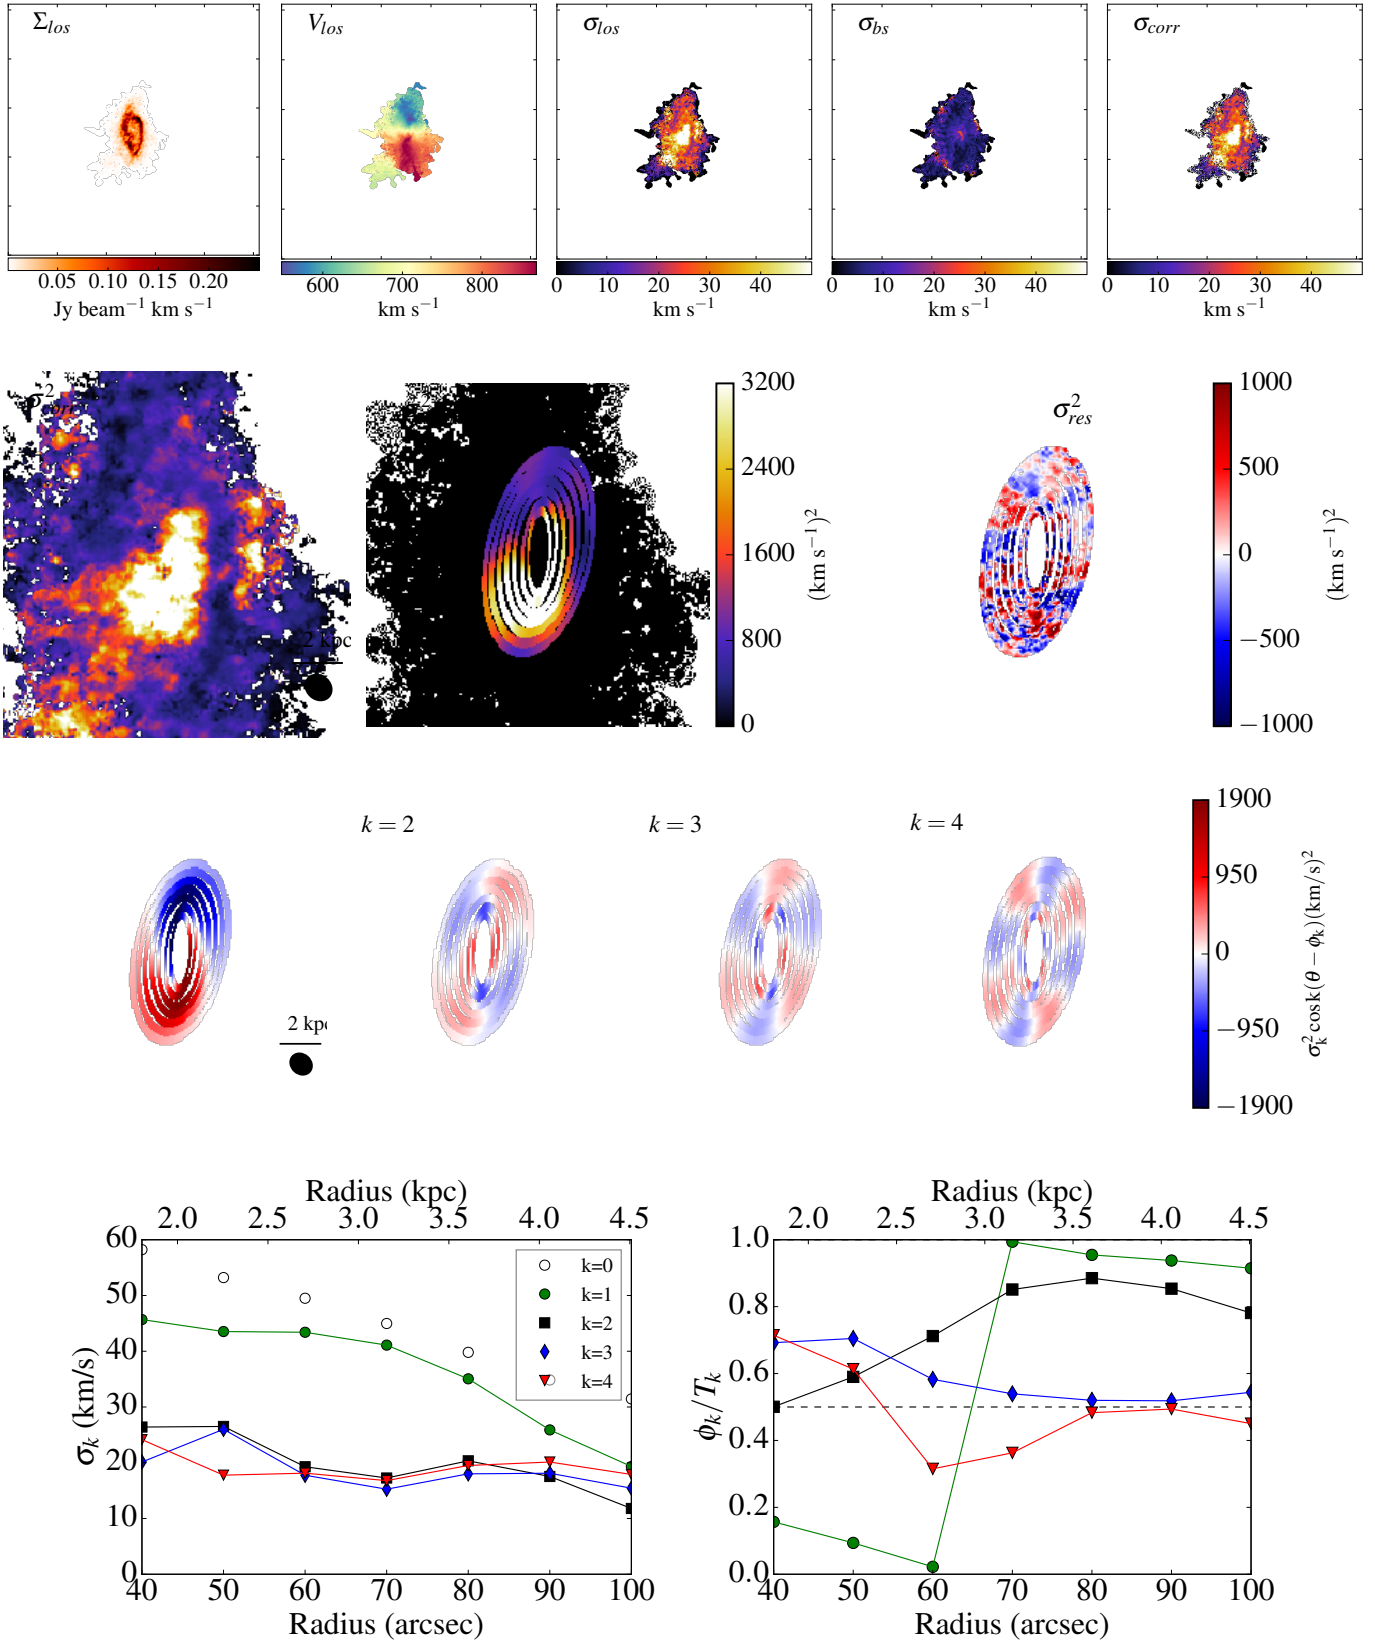 Σlos
Vlos
σlos
σbs
σcorr
0.05 0.10 0.15 0.20
600 700 800
0 10 20 30 40
0 10 20 30 40
0 10 20 30 40
Jy beam⁻¹ km s⁻¹
km s⁻¹
km s⁻¹
km s⁻¹
km s⁻¹
2 kpc
3200
2400
1600
800
0
(km s⁻¹)²
σ²res
1000
500
0
−500
−1000
(km s⁻¹)²
k = 2
k = 3
k = 4
2 kp
1900
950
0
−950
−1900
σ²k cosk(θ − ϕk)(km/s)²
Radius (kpc)
2.0 2.5 3.0 3.5 4.0 4.5
60
50
40
30
20
10
0
σk (km/s)
k=0
k=1
k=2
k=3
k=4
40 50 60 70 80 90 100
Radius (arcsec)
Radius (kpc)
2.0 2.5 3.0 3.5 4.0 4.5
1.0
0.8
0.6
0.4
0.2
0.0
ϕk/Tk
40 50 60 70 80 90 100
Radius (arcsec)